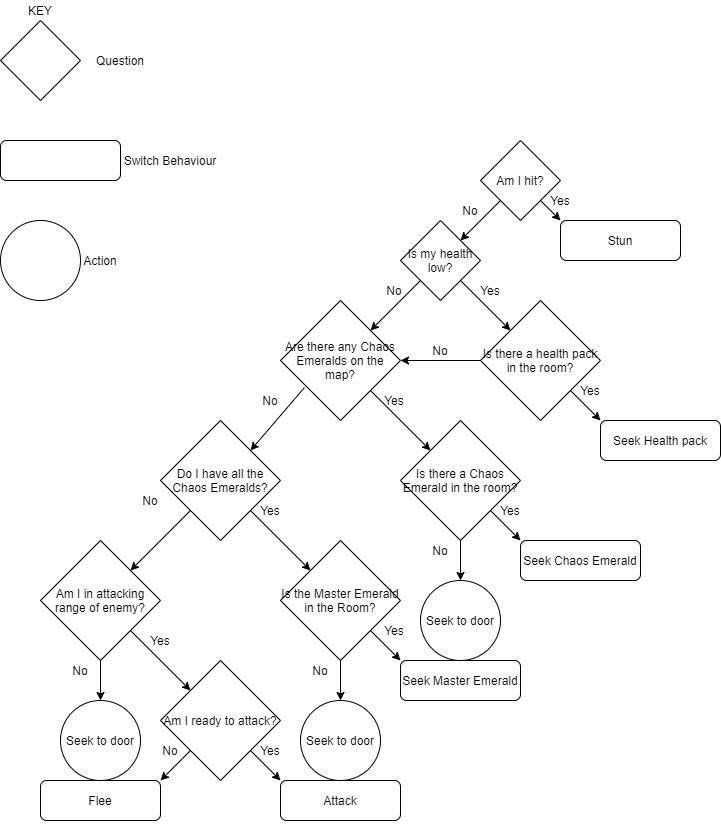 KEY
Question
Switch Behaviour
Action
Am I hit?
No
Yes
Stun
Is my health
low?
No
Yes
Are there any Chaos
Emeralds on the
map?
No
Is there a health pack
in the room?
Yes
Seek Health pack
No
Yes
Do I have all the
Chaos Emeralds?
Is there a Chaos
Emerald in the room?
No
Yes
Yes
No
Seek Chaos Emerald
Am I in attacking
range of enemy?
Is the Master Emerald
in the Room?
Seek to door
No
Yes
No
Yes
Seek Master Emerald
Seek to door
Am I ready to attack?
Seek to door
No
Yes
Flee
Attack